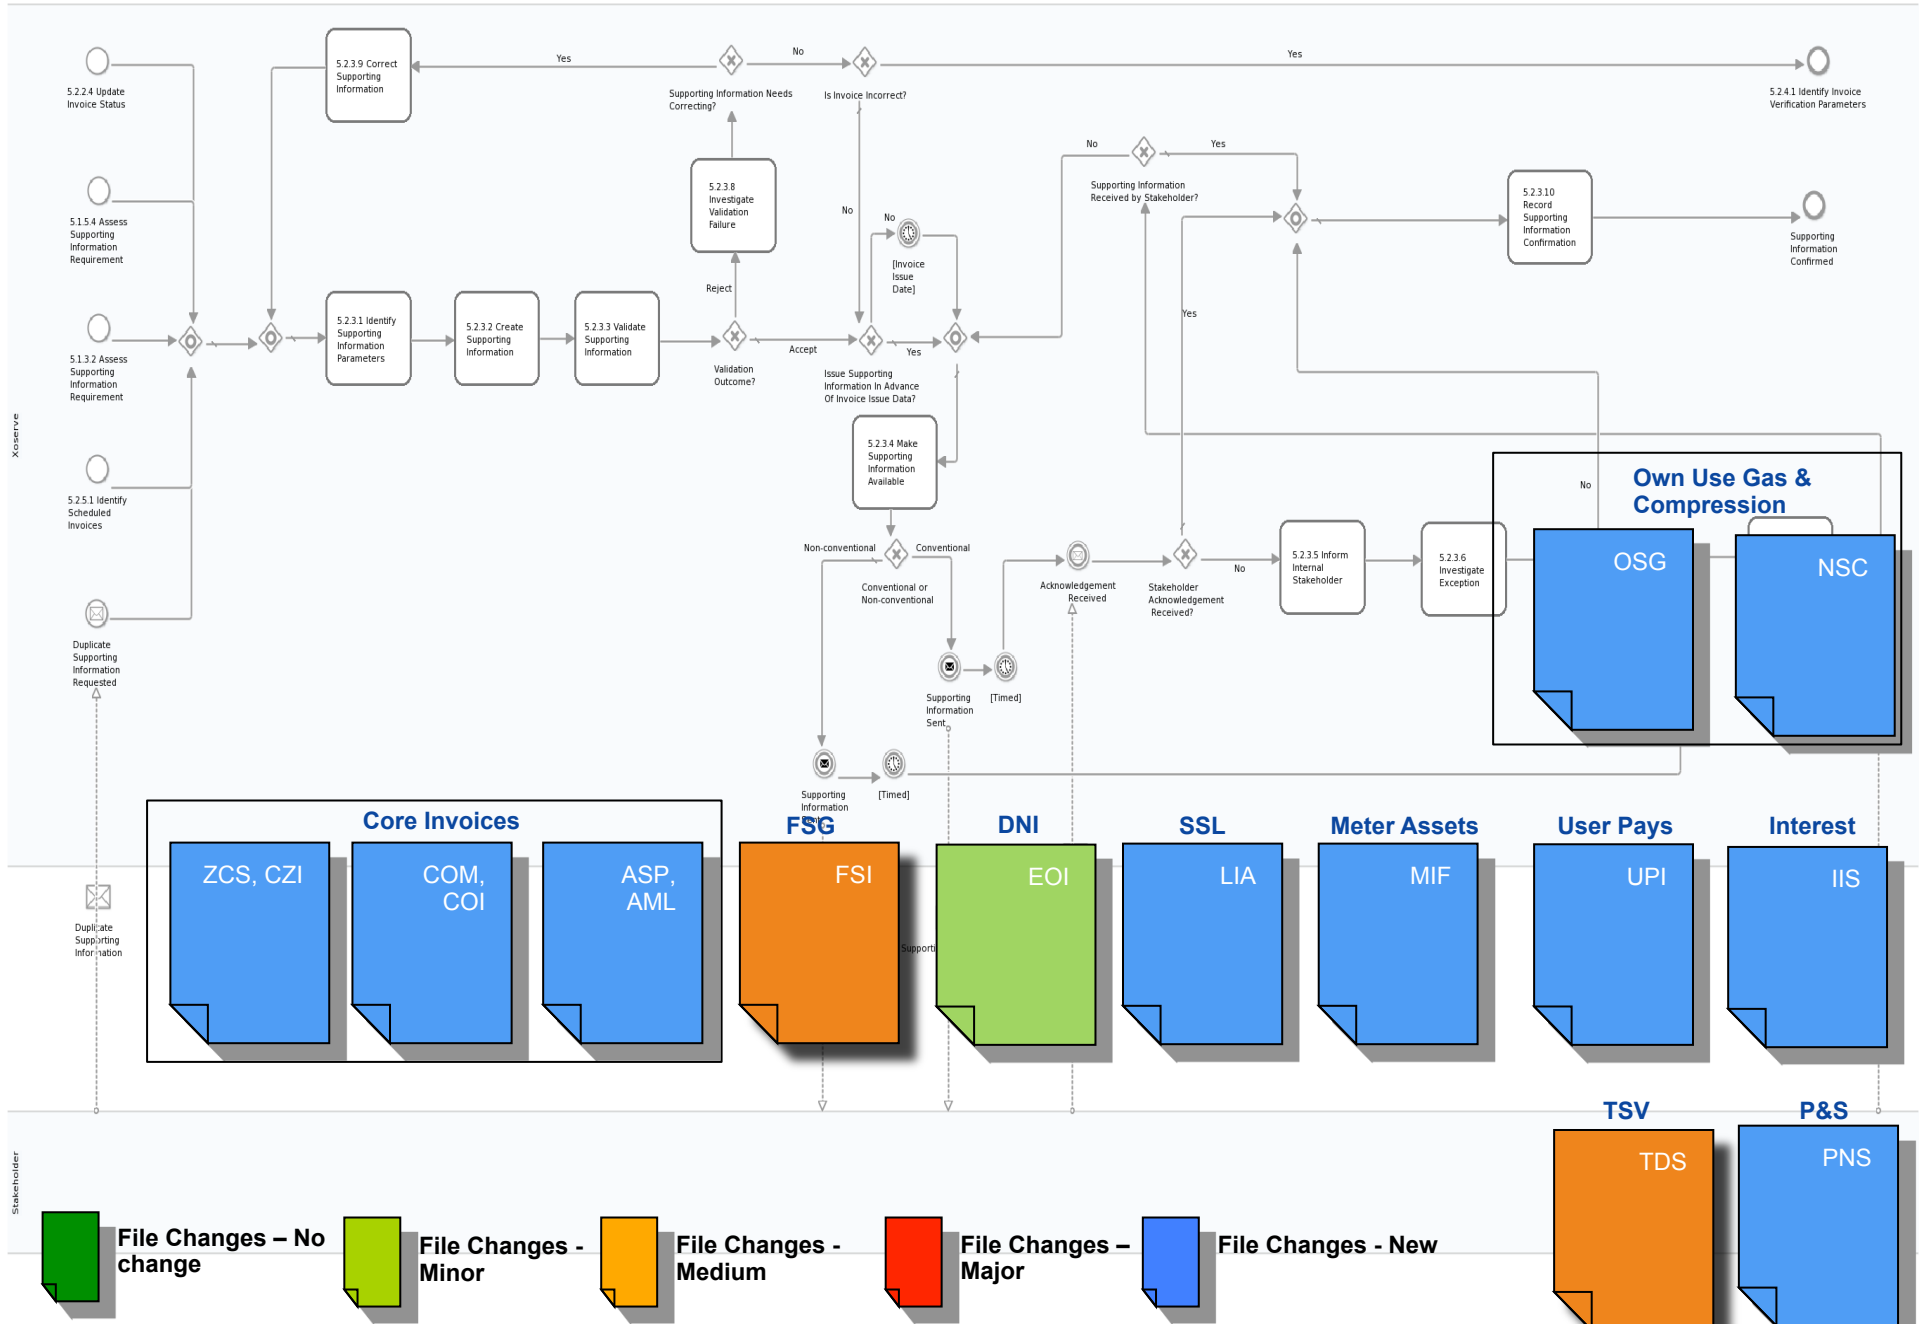 Yes
No
Yes
5.2.3.9 Correct
Supporting
Information
5.2.2.4 Update
Invoice Status
Supporting Information Needs
Correcting?
Is Invoice Incorrect?
5.2.4.1 Identify Invoice
Verification Parameters
No
Yes
5.2.3.8
Investigate
Validation
Failure
Supporting Information
Received by Stakeholder?
5.2.3.10
Record
Supporting
Information
Confirmation
5.1.5.4 Assess
Supporting
Information
Requirement
No
No
[Invoice
Issue
Date]
Supporting
Information
Confirmed
Reject
Yes
5.2.3.1 Identify
Supporting
Information
Parameters
5.2.3.2 Create
Supporting
Information
5.2.3.3 Validate
Supporting
Information
Accept
Yes
5.1.3.2 Assess
Supporting
Information
Requirement
Validation
Outcome?
Issue Supporting
Information In Advance
Of Invoice Issue Data?
Xoserve
5.2.3.4 Make
Supporting
Information
Available
Own Use Gas &
Compression
No
5.2.5.1 Identify
Scheduled
Invoices
Non-conventional
Conventional
Conventional or
Non-conventional
Acknowledgement
Received
Stakeholder
Acknowledgement
Received?
No
5.2.3.5 Inform
Internal
Stakeholder
5.2.3.6
Investigate
Exception
OSG
NSC
Duplicate
Supporting
Information
Requested
Supporting
Information
Sent
[Timed]
Supporting
Information
[Timed]
Core Invoices
FSG
DNI
SSL
Meter Assets
User Pays
Interest
ZCS, CZI
COM,
COI
ASP,
AML
FSI
EOI
LIA
MIF
UPI
IIS
Duplicate
Supporting
Information
Supporti
TSV
P&S
TDS
PNS
Stakeholder
File Changes – No
change
File Changes -
Minor
File Changes -
Medium
File Changes –
Major
File Changes - New